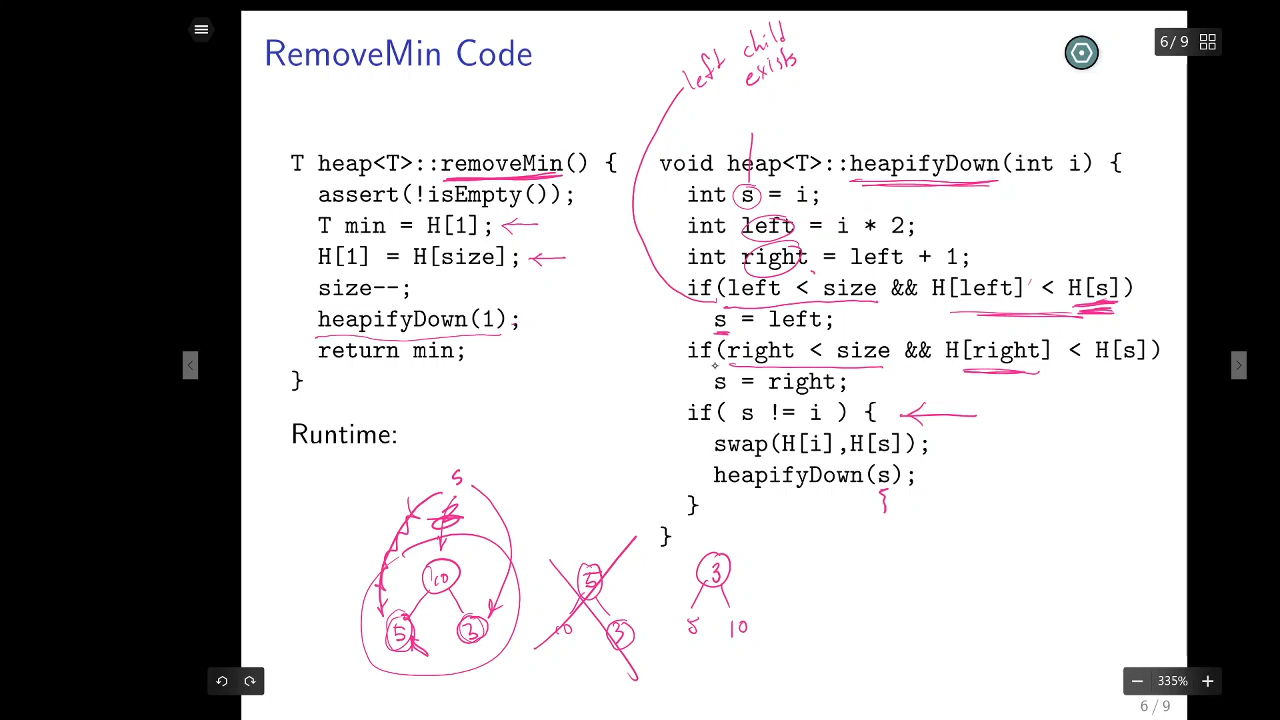 RemoveMin Code
6/9
left child
exists
T heap<T>::removeMin() {
assert(!isEmpty());
T min = H[1];
H[1] = H[size];
size--;
heapifyDown(1);
return min;
}
Runtime:
void heap<T>::heapifyDown(int i) {
int s = i;
int left = i * 2;
int right = left + 1;
if(left < size && H[left] < H[s])
s = left;
if(right < size && H[right] < H[s])
s = right;
if( s != i ) {
swap(H[i],H[s]);
heapifyDown(s);
}
}
s
10
5 3
5
10 3
3
5 10
335%
6 / 9